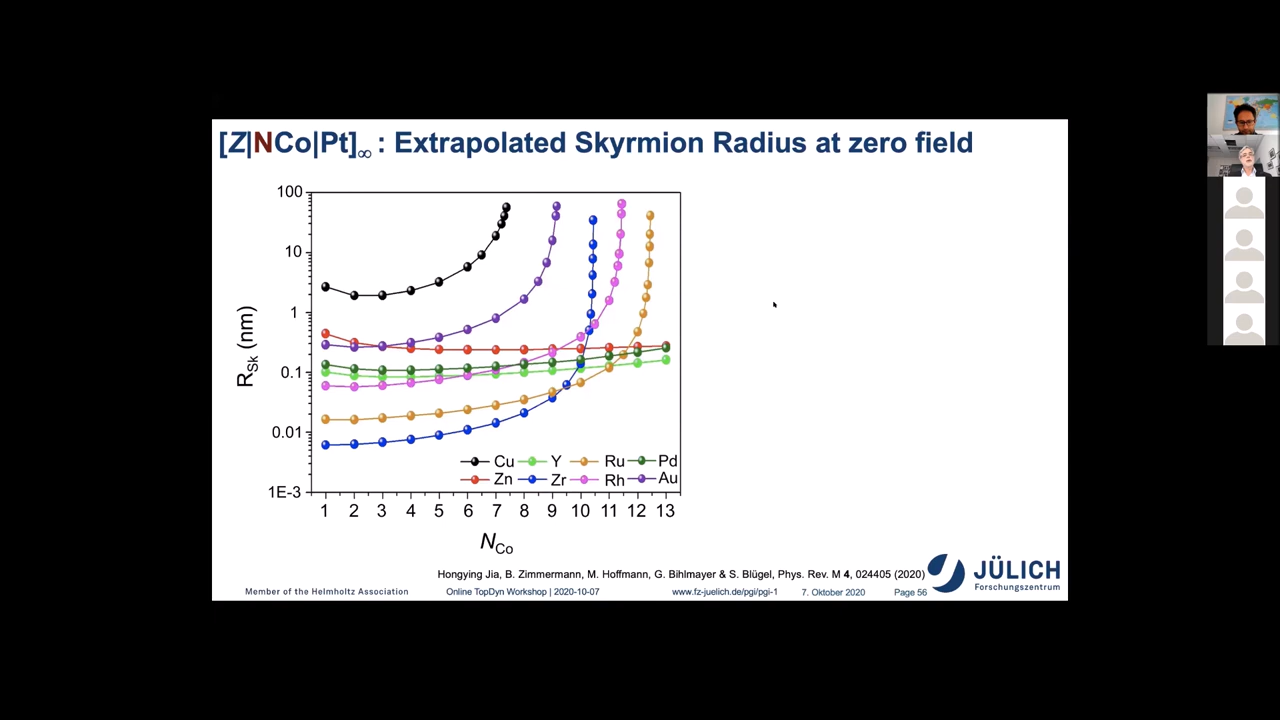 [Z|NCo|Pt]∞ : Extrapolated Skyrmion Radius at zero field
100
10
1
0.1
0.01
1E-3
R_Sk (nm)
Cu Y Ru Pd
Zn Zr Rh Au
1 2 3 4 5 6 7 8 9 10 11 12 13
N_Co
Hongying Jia, B. Zimmermann, M. Hoffmann, G. Bihlmayer & S. Blügel, Phys. Rev. M 4, 024405 (2020)
JÜLICH
Forschungszentrum
Member of the Helmholtz Association Online TopDyn Workshop | 2020-10-07 www.fz-juelich.de/pgi/pgi-1 7. Oktober 2020 Page 56